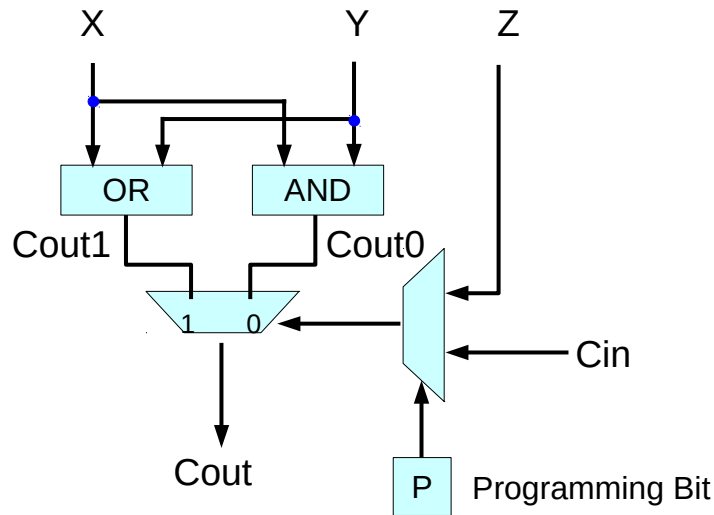 X Y Z
OR AND
Cout1 Cout0
1 0
Cin
Cout
P Programming Bit